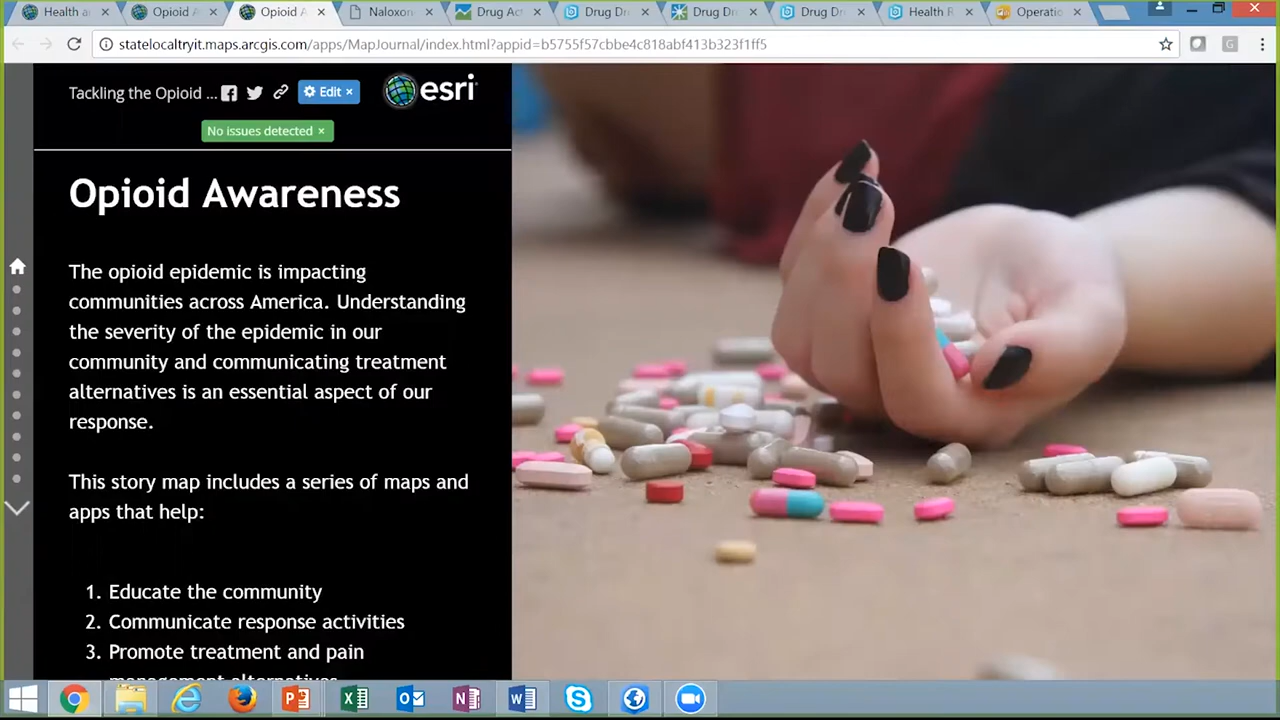 Health a
Opioid A
Opioid A
Naloxon
Drug Ac
Drug Dr
Drug D
Drug Dr
Health R
Operatio
statelocaltryit.maps.arcgis.com/apps/MapJournal/index.html?appid=b5755f57cbbe4c818abf413b323f1ff5
Tackling the Opioid ...
Edit ×
esri
No issues detected ×
Opioid Awareness
The opioid epidemic is impacting
communities across America. Understanding
the severity of the epidemic in our
community and communicating treatment
alternatives is an essential aspect of our
response.
This story map includes a series of maps and
apps that help:
1. Educate the community
2. Communicate response activities
3. Promote treatment and pain
management alternatives